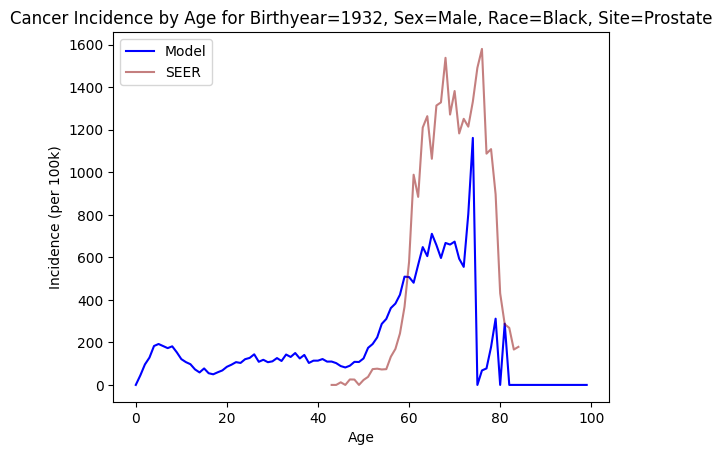 Cancer Incidence by Age for Birthyear=1932, Sex=Male, Race=Black, Site=Prostate
Model
SEER
1600
1400
1200
1000
800
600
400
200
0
Incidence (per 100k)
0 20 40 60 80 100
Age